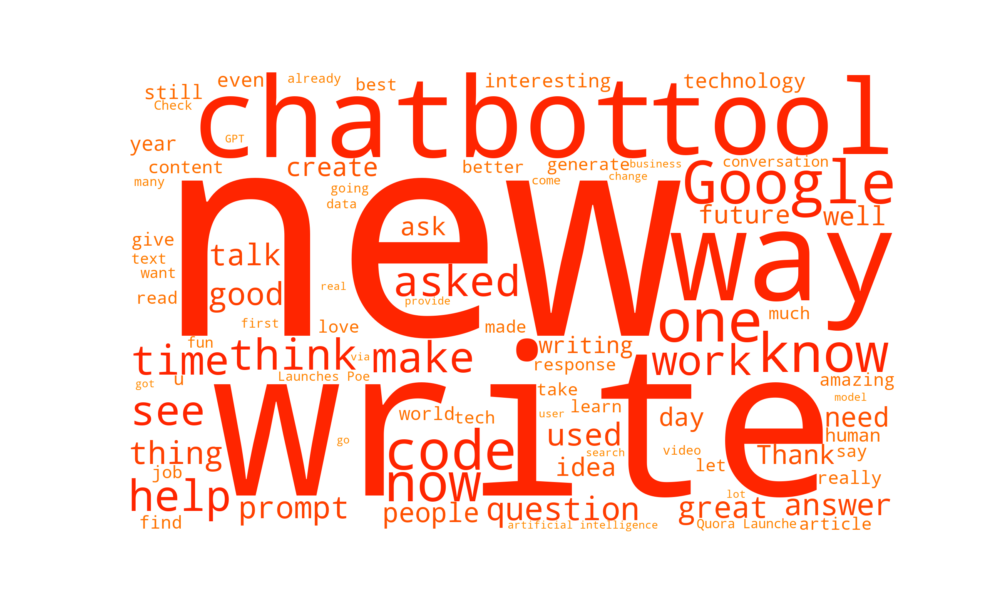 even already best interesting technology
still
Check
chatbot tool
year GPT
content create better generate business conversation
many going come change Google
data future well
new
give ask way
text talk
want asked
read good real provide
first love made one much
fun writing
time think via make response work know
got u Launches Poe amazing
take model
write
see world tech user learn day need
go code used search video human
thing idea let Thank say
job now really
help prompt people question lot great answer
find artificial intelligence Quora Launche article